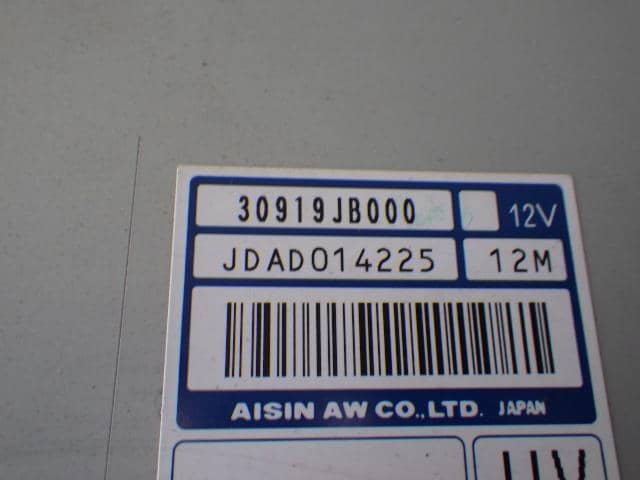 30919JB000 12V
JDAD014225 12M
AISIN AW CO.,LTD. JAPAN